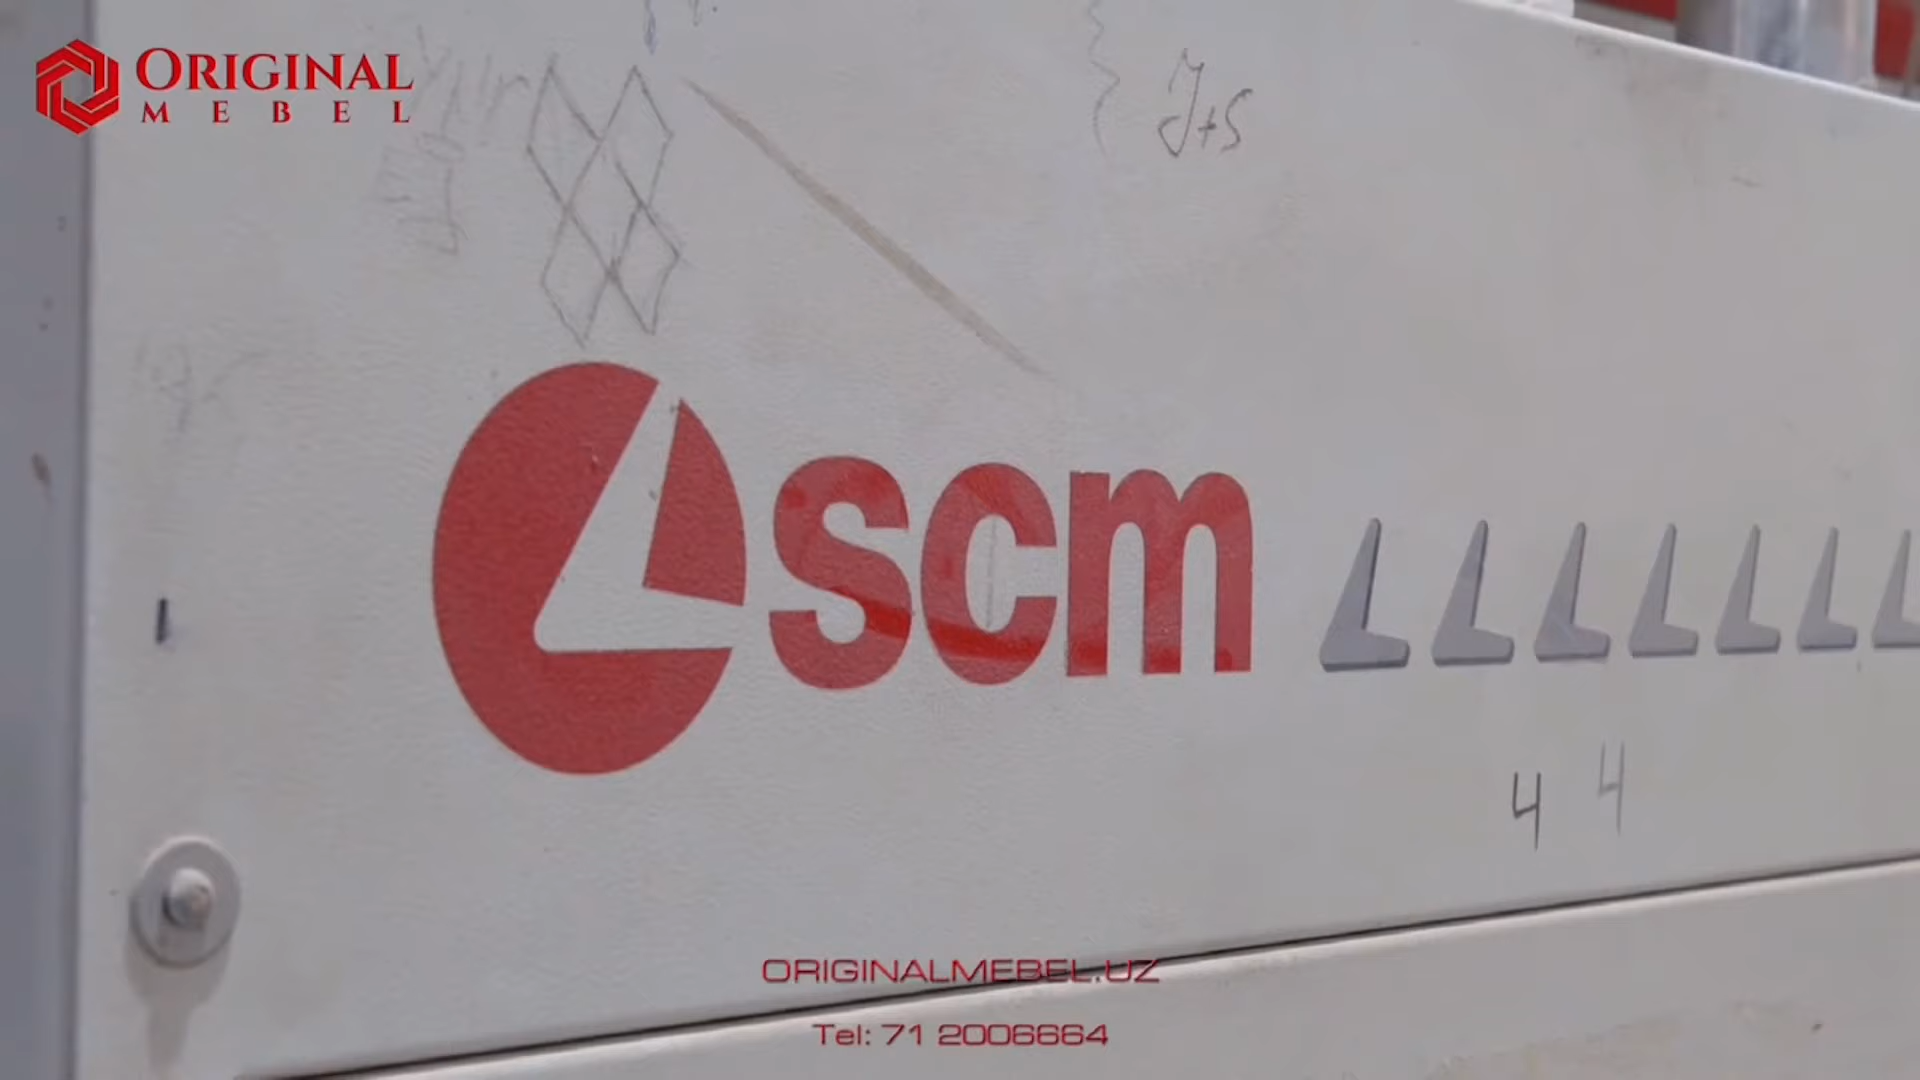 ORIGINAL
MEBEL
J+S
scm
4 4
ORIGINALMEBEL.UZ
Tel: 71 2006664